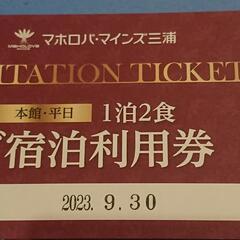 マホロバ・マインズ三浦
MAHOLOVA
ITATION TICKET
本館・平日
1泊2食
宿泊利用券
2023. 9.30